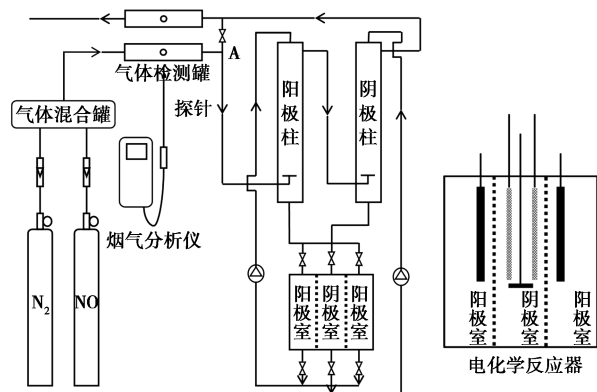 A
气体检测罐
探针
气体混合罐
烟气分析仪
N2
NO
阳极柱
阴极柱
阳极室
阴极室
阳极室
阳极室
阴极室
阳极室
电化学反应器